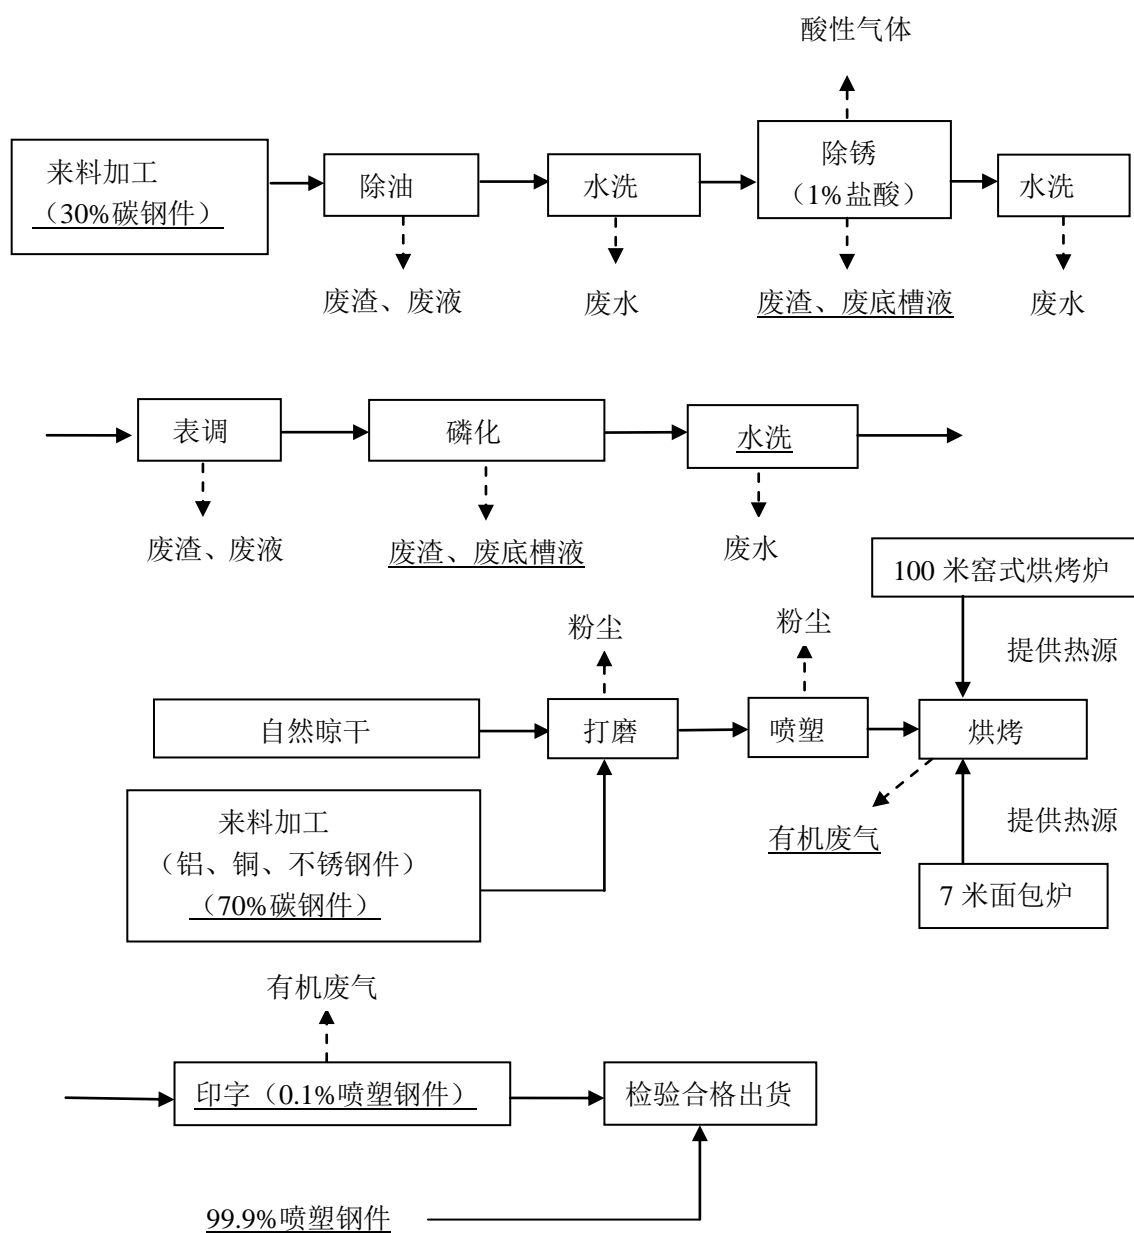 酸性气体
来料加工
（30%碳钢件）
除油
水洗
除锈
（1%盐酸）
水洗
废渣、废液
废水
废渣、废底槽液
废水
表调
磷化
水洗
废渣、废液
废渣、废底槽液
废水
100 米窑式烘烤炉
粉尘
粉尘
提供热源
自然晾干
打磨
喷塑
烘烤
来料加工
（铝、铜、不锈钢件）
（70%碳钢件）
有机废气
提供热源
7 米面包炉
有机废气
印字（0.1%喷塑钢件）
检验合格出货
99.9%喷塑钢件